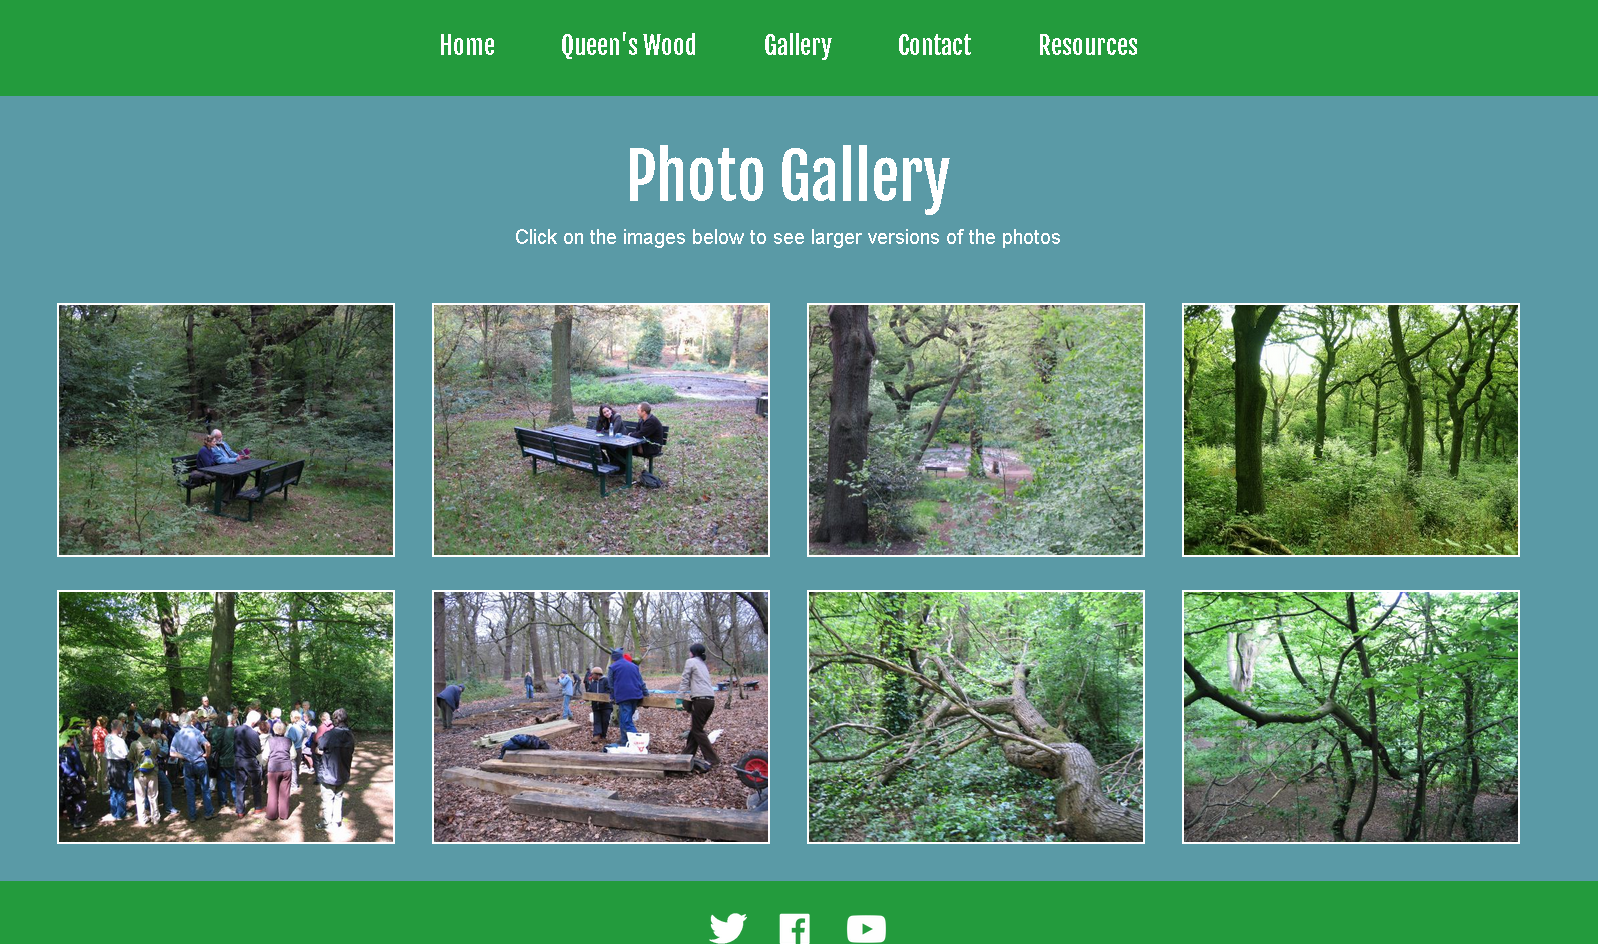 Home Queen's Wood Gallery Contact Resources
Photo Gallery
Click on the images below to see larger versions of the photos